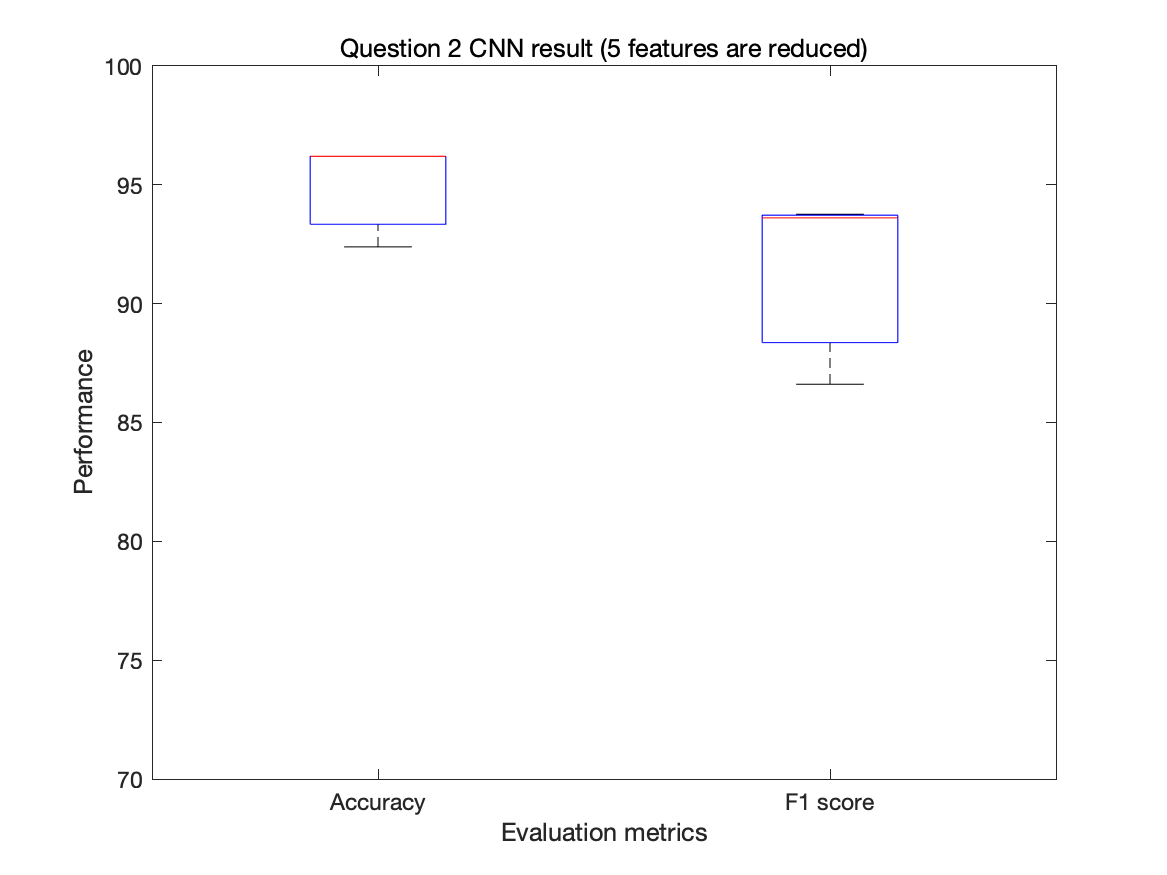 Question 2 CNN result (5 features are reduced)
100
95
90
85
80
75
70
Performance
Accuracy
F1 score
Evaluation metrics